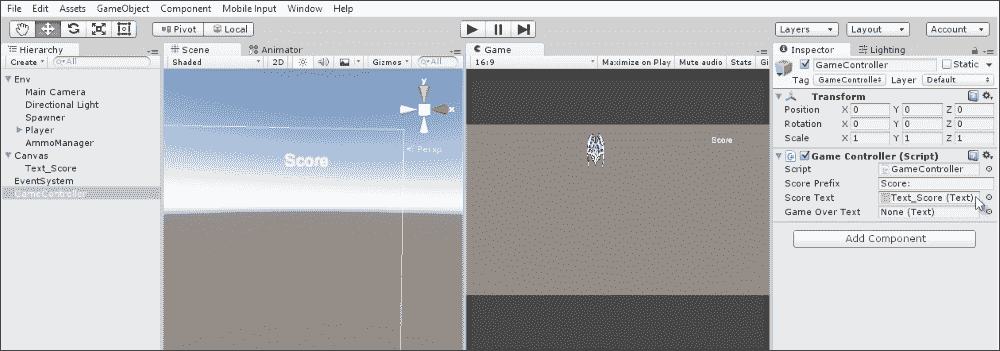 File Edit Assets GameObject Component Mobile Input Window Help
Pivot Local Layers Layout Account
Hierarchy
Create All
Env
Main Camera
Directional Light
Spawner
Player
AmmoManager
Canvas
Text_Score
EventSystem
GameController
Scene Animator
Shaded 2D Gizmos All
y
x
Persp
Score
Game
16:9 Maximize on Play Mute audio Stats Gi
Score
Inspector Lighting
GameController Static
Tag GameControlle Layer Default
Transform
Position X 0 Y 0 Z 0
Rotation X 0 Y 0 Z 0
Scale X 1 Y 1 Z 1
Game Controller (Script)
Script GameController
Score Prefix Score:
Score Text Text_Score (Text)
Game Over Text None (Text)
Add Component